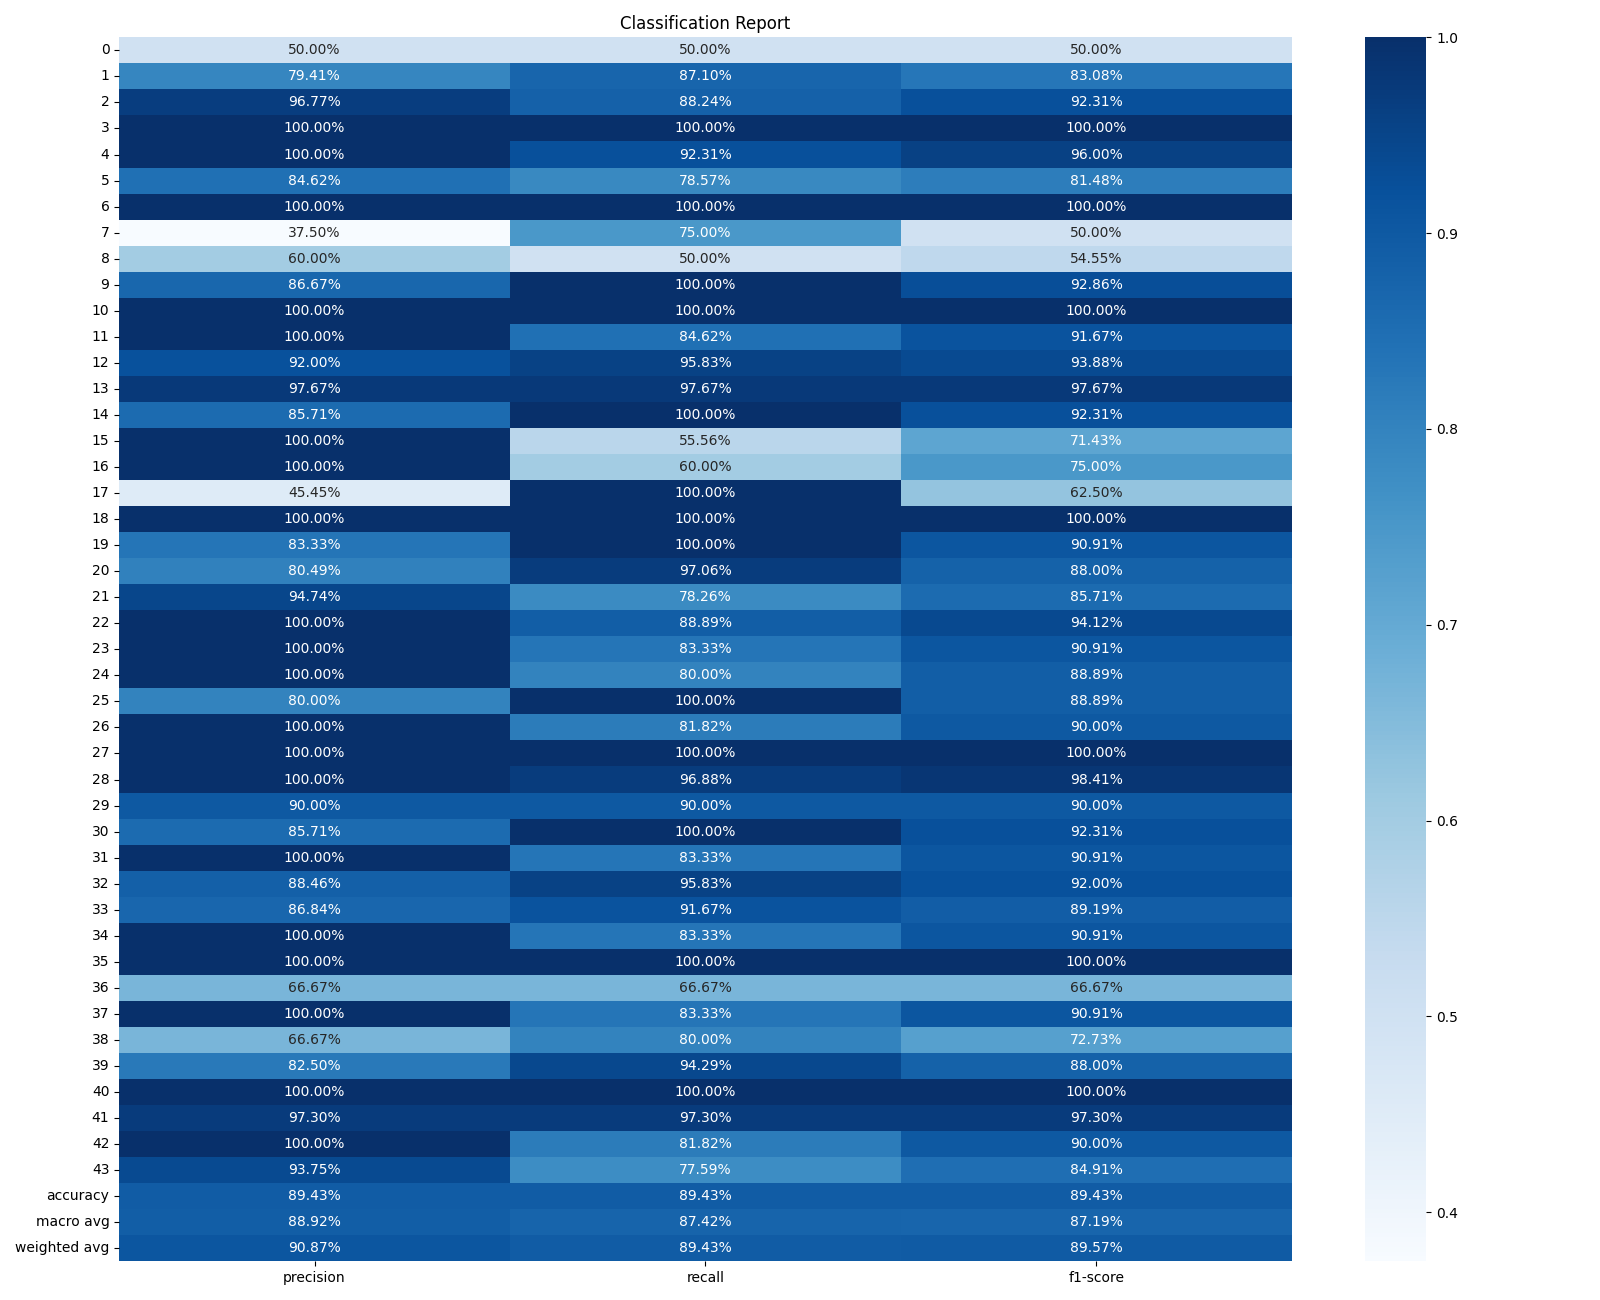 Classification Report
0 50.00% 50.00% 50.00%
1 79.41% 87.10% 83.08%
2 96.77% 88.24% 92.31%
3 100.00% 100.00% 100.00%
4 100.00% 92.31% 96.00%
5 84.62% 78.57% 81.48%
6 100.00% 100.00% 100.00%
7 37.50% 75.00% 50.00%
8 60.00% 50.00% 54.55%
9 86.67% 100.00% 92.86%
10 100.00% 100.00% 100.00%
11 100.00% 84.62% 91.67%
12 92.00% 95.83% 93.88%
13 97.67% 97.67% 97.67%
14 85.71% 100.00% 92.31%
15 100.00% 55.56% 71.43%
16 100.00% 60.00% 75.00%
17 45.45% 100.00% 62.50%
18 100.00% 100.00% 100.00%
19 83.33% 100.00% 90.91%
20 80.49% 97.06% 88.00%
21 94.74% 78.26% 85.71%
22 100.00% 88.89% 94.12%
23 100.00% 83.33% 90.91%
24 100.00% 80.00% 88.89%
25 80.00% 100.00% 88.89%
26 100.00% 81.82% 90.00%
27 100.00% 100.00% 100.00%
28 100.00% 96.88% 98.41%
29 90.00% 90.00% 90.00%
30 85.71% 100.00% 92.31%
31 100.00% 83.33% 90.91%
32 88.46% 95.83% 92.00%
33 86.84% 91.67% 89.19%
34 100.00% 83.33% 90.91%
35 100.00% 100.00% 100.00%
36 66.67% 66.67% 66.67%
37 100.00% 83.33% 90.91%
38 66.67% 80.00% 72.73%
39 82.50% 94.29% 88.00%
40 100.00% 100.00% 100.00%
41 97.30% 97.30% 97.30%
42 100.00% 81.82% 90.00%
43 93.75% 77.59% 84.91%
accuracy 89.43% 89.43% 89.43%
macro avg 88.92% 87.42% 87.19%
weighted avg 90.87% 89.43% 89.57%
precision recall f1-score
1.0
0.9
0.8
0.7
0.6
0.5
0.4